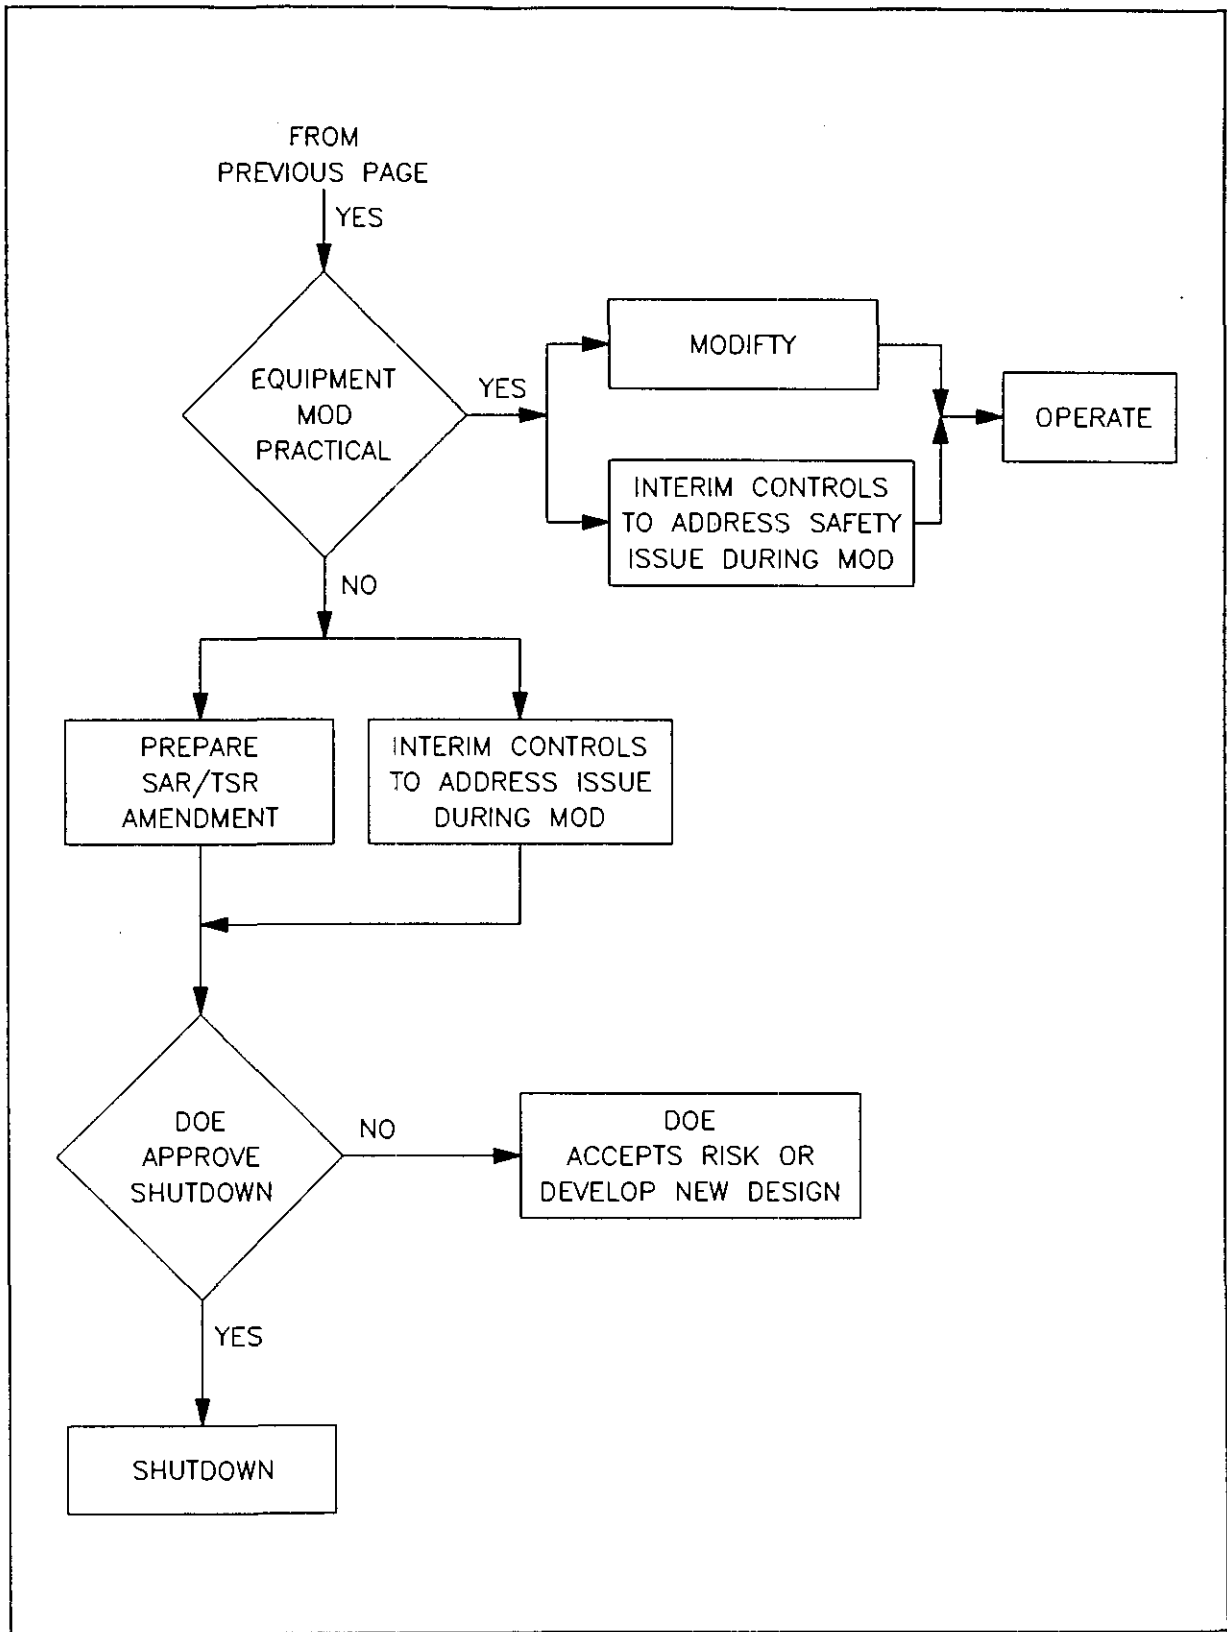 FROM
PREVIOUS PAGE
YES
EQUIPMENT
MOD
PRACTICAL
YES
MODIFTY
OPERATE
INTERIM CONTROLS
TO ADDRESS SAFETY
ISSUE DURING MOD
NO
PREPARE
SAR/TSR
AMENDMENT
INTERIM CONTROLS
TO ADDRESS ISSUE
DURING MOD
DOE
APPROVE
SHUTDOWN
NO
DOE
ACCEPTS RISK OR
DEVELOP NEW DESIGN
YES
SHUTDOWN